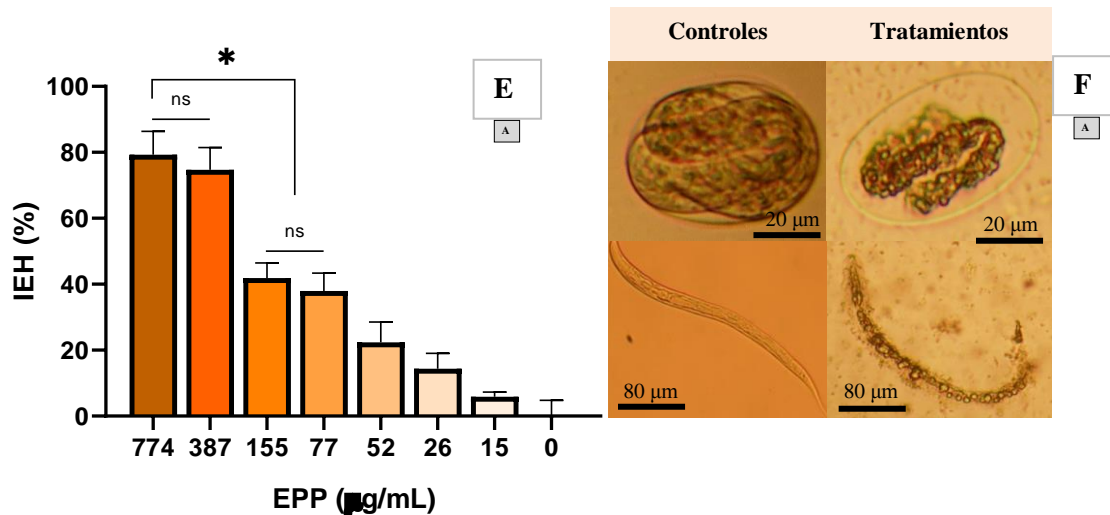 Controles Tratamientos
*
ns
ns
E
A
F
A
100
80
60
40
20
0
IEH (%)
774 387 155 77 52 26 15 0
EPP (µg/mL)
20 µm
20 µm
80 µm
80 µm